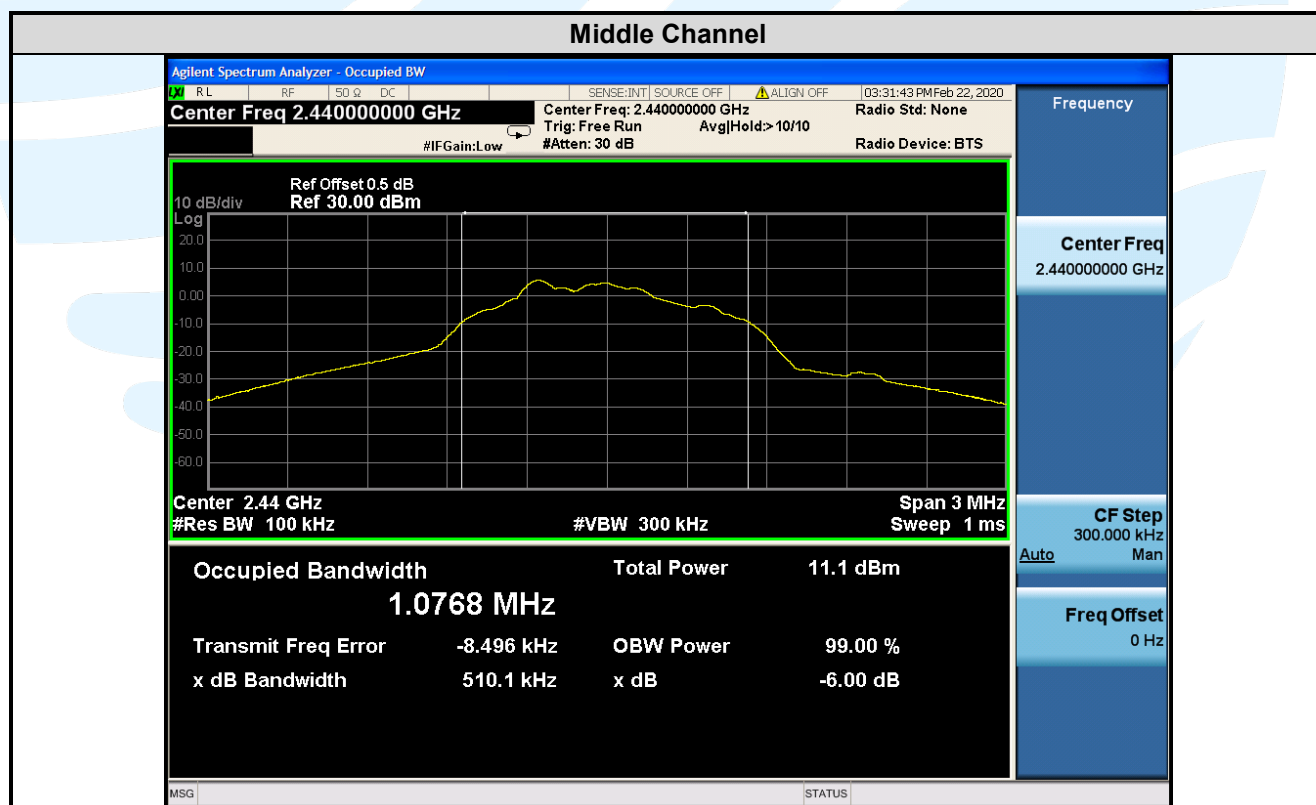 Middle Channel
Agilent Spectrum Analyzer - Occupied BW
LXI RL RF 50 Ω DC SENSE:INT SOURCE OFF ALIGN OFF 03:31:43 PM Feb 22, 2020
Center Freq 2.440000000 GHz
Center Freq: 2.440000000 GHz Radio Std: None
Trig: Free Run Avg|Hold:> 10/10
#IFGain:Low #Atten: 30 dB Radio Device: BTS
Frequency
Ref Offset 0.5 dB
10 dB/div Ref 30.00 dBm
Log
20.0
10.0
0.00
-10.0
-20.0
-30.0
-40.0
-50.0
-60.0
Center 2.44 GHz Span 3 MHz
#Res BW 100 kHz #VBW 300 kHz Sweep 1 ms
Center Freq
2.440000000 GHz
CF Step
300.000 kHz
Auto Man
Freq Offset
0 Hz
Occupied Bandwidth Total Power 11.1 dBm
1.0768 MHz
Transmit Freq Error -8.496 kHz OBW Power 99.00 %
x dB Bandwidth 510.1 kHz x dB -6.00 dB
MSG STATUS